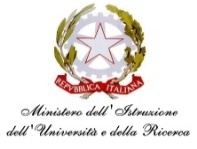 REPVBBLICA ITALIANA
Ministero dell'Istruzione
dell'Università e della Ricerca